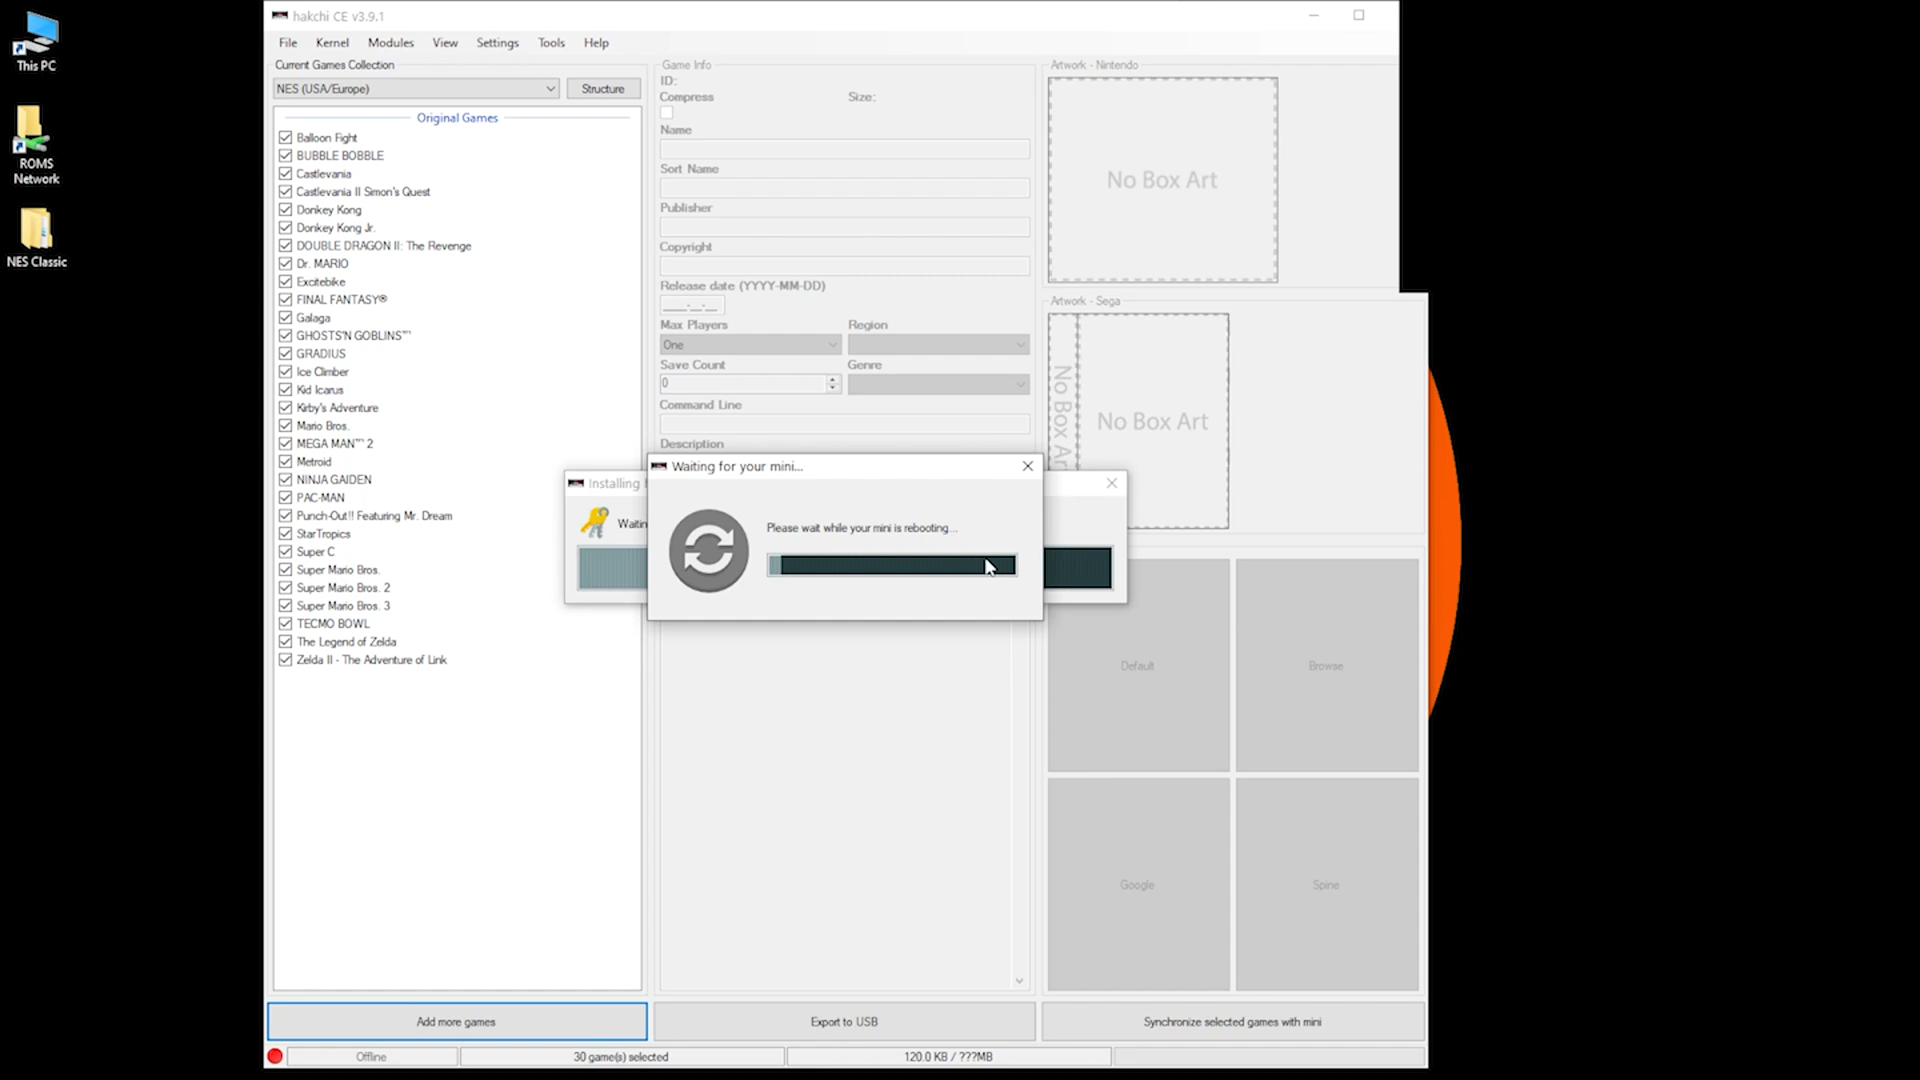 This PC
ROMS
Network
NES Classic
hakchi CE v3.9.1
File Kernel Modules View Settings Tools Help
Current Games Collection
NES (USA/Europe)
Structure
Original Games
Balloon Fight
BUBBLE BOBBLE
Castlevania
Castlevania II Simon's Quest
Donkey Kong
Donkey Kong Jr.
DOUBLE DRAGON II: The Revenge
Dr. MARIO
Excitebike
FINAL FANTASY®
Galaga
GHOSTS'N GOBLINS™
GRADIUS
Ice Climber
Kid Icarus
Kirby's Adventure
Mario Bros.
MEGA MAN™ 2
Metroid
NINJA GAIDEN
PAC-MAN
Punch-Out!! Featuring Mr. Dream
StarTropics
Super C
Super Mario Bros.
Super Mario Bros. 2
Super Mario Bros. 3
TECMO BOWL
The Legend of Zelda
Zelda II - The Adventure of Link
Game Info
ID:
Compress Size:
Name
Sort Name
Publisher
Copyright
Release date (YYYY-MM-DD)
____-__-__
Max Players Region
One
Save Count Genre
0
Command Line
Description
Artwork - Nintendo
No Box Art
Artwork - Sega
No Box Art
No Box Art
Installing
Waiting for your mini...
Please wait while your mini is rebooting...
Default
Browse
Google
Spine
Add more games
Export to USB
Synchronize selected games with mini
Offline
30 game(s) selected
120.0 KB / ???MB